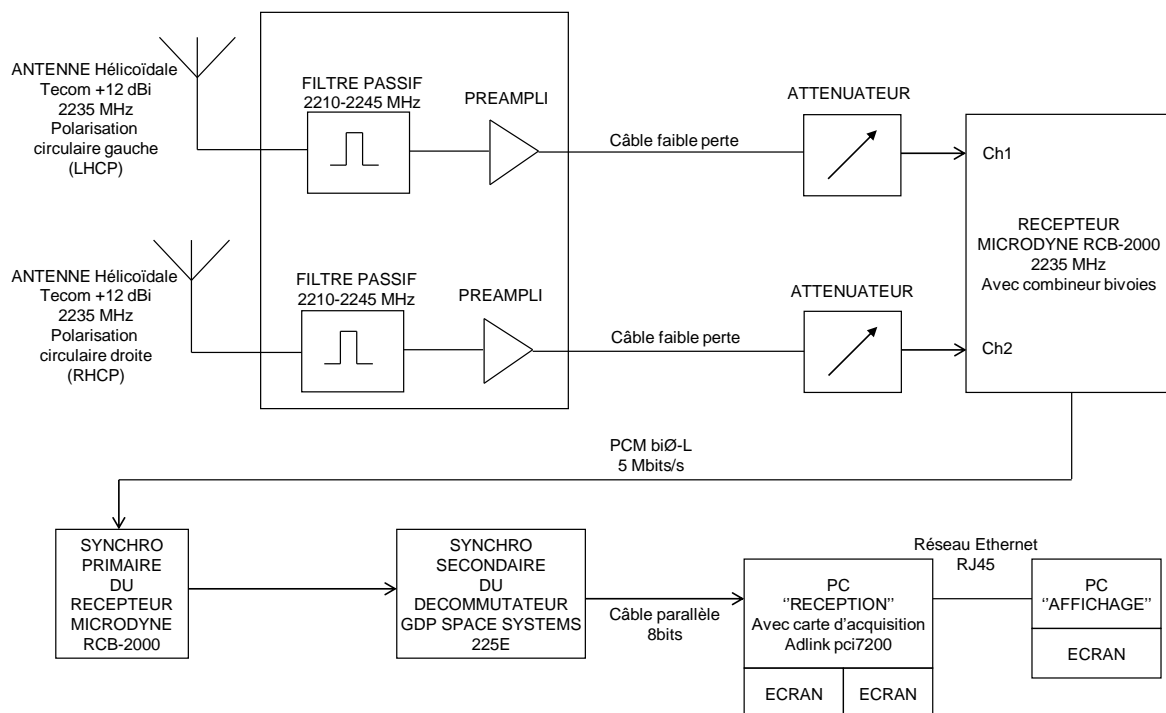 ANTENNE Hélicoïdale
Tecom +12 dBi
2235 MHz
Polarisation
circulaire gauche
(LHCP)
FILTRE PASSIF
2210-2245 MHz
PREAMPLI
Câble faible perte
ATTENUATEUR
Ch1
ANTENNE Hélicoïdale
Tecom +12 dBi
2235 MHz
Polarisation
circulaire droite
(RHCP)
FILTRE PASSIF
2210-2245 MHz
PREAMPLI
Câble faible perte
ATTENUATEUR
RECEPTEUR
MICRODYNE RCB-2000
2235 MHz
Avec combineur bivoies
Ch2
PCM biØ-L
5 Mbits/s
SYNCHRO
PRIMAIRE
DU
RECEPTEUR
MICRODYNE
RCB-2000
SYNCHRO
SECONDAIRE
DU
DECOMMUTATEUR
GDP SPACE SYSTEMS
225E
Câble parallèle
8bits
PC
‘’RECEPTION’’
Avec carte d’acquisition
Adlink pci7200
ECRAN
ECRAN
Réseau Ethernet
RJ45
PC
‘’AFFICHAGE’’
ECRAN